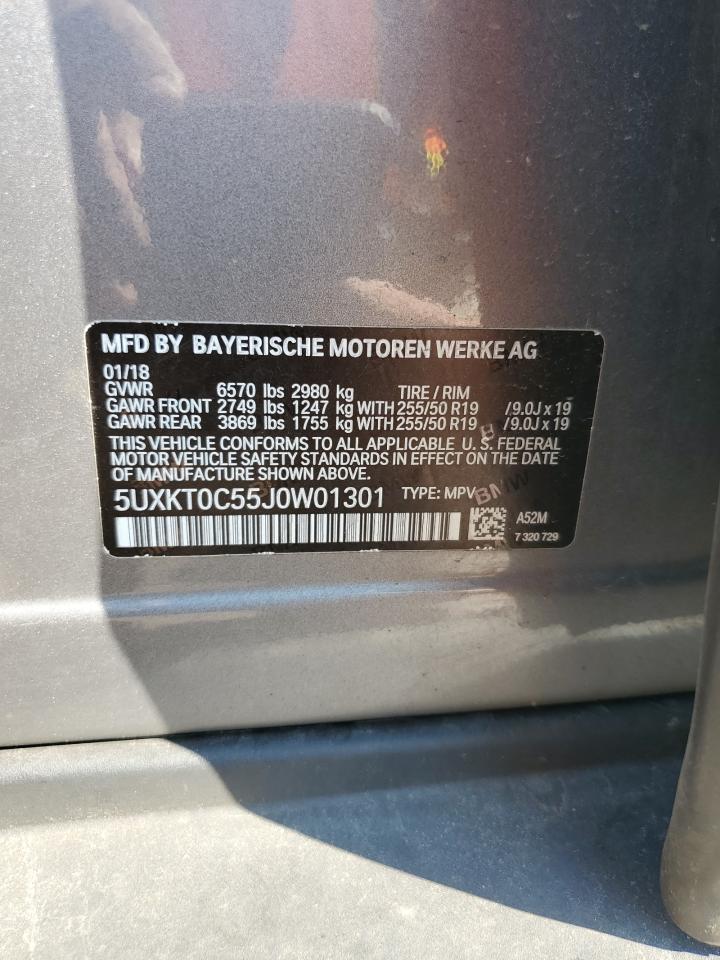 MFD BY BAYERISCHE MOTOREN WERKE AG
01/18
GVWR 6570 lbs 2980 kg TIRE / RIM
GAWR FRONT 2749 lbs 1247 kg WITH 255/50 R19 /9.0J x 19
GAWR REAR 3869 lbs 1755 kg WITH 255/50 R19 /9.0J x 19
THIS VEHICLE CONFORMS TO ALL APPLICABLE U. S. FEDERAL
MOTOR VEHICLE SAFETY STANDARDS IN EFFECT ON THE DATE
OF MANUFACTURE SHOWN ABOVE.
5UXKT0C55J0W01301 TYPE: MPV
BMW
A52M
7 320 729